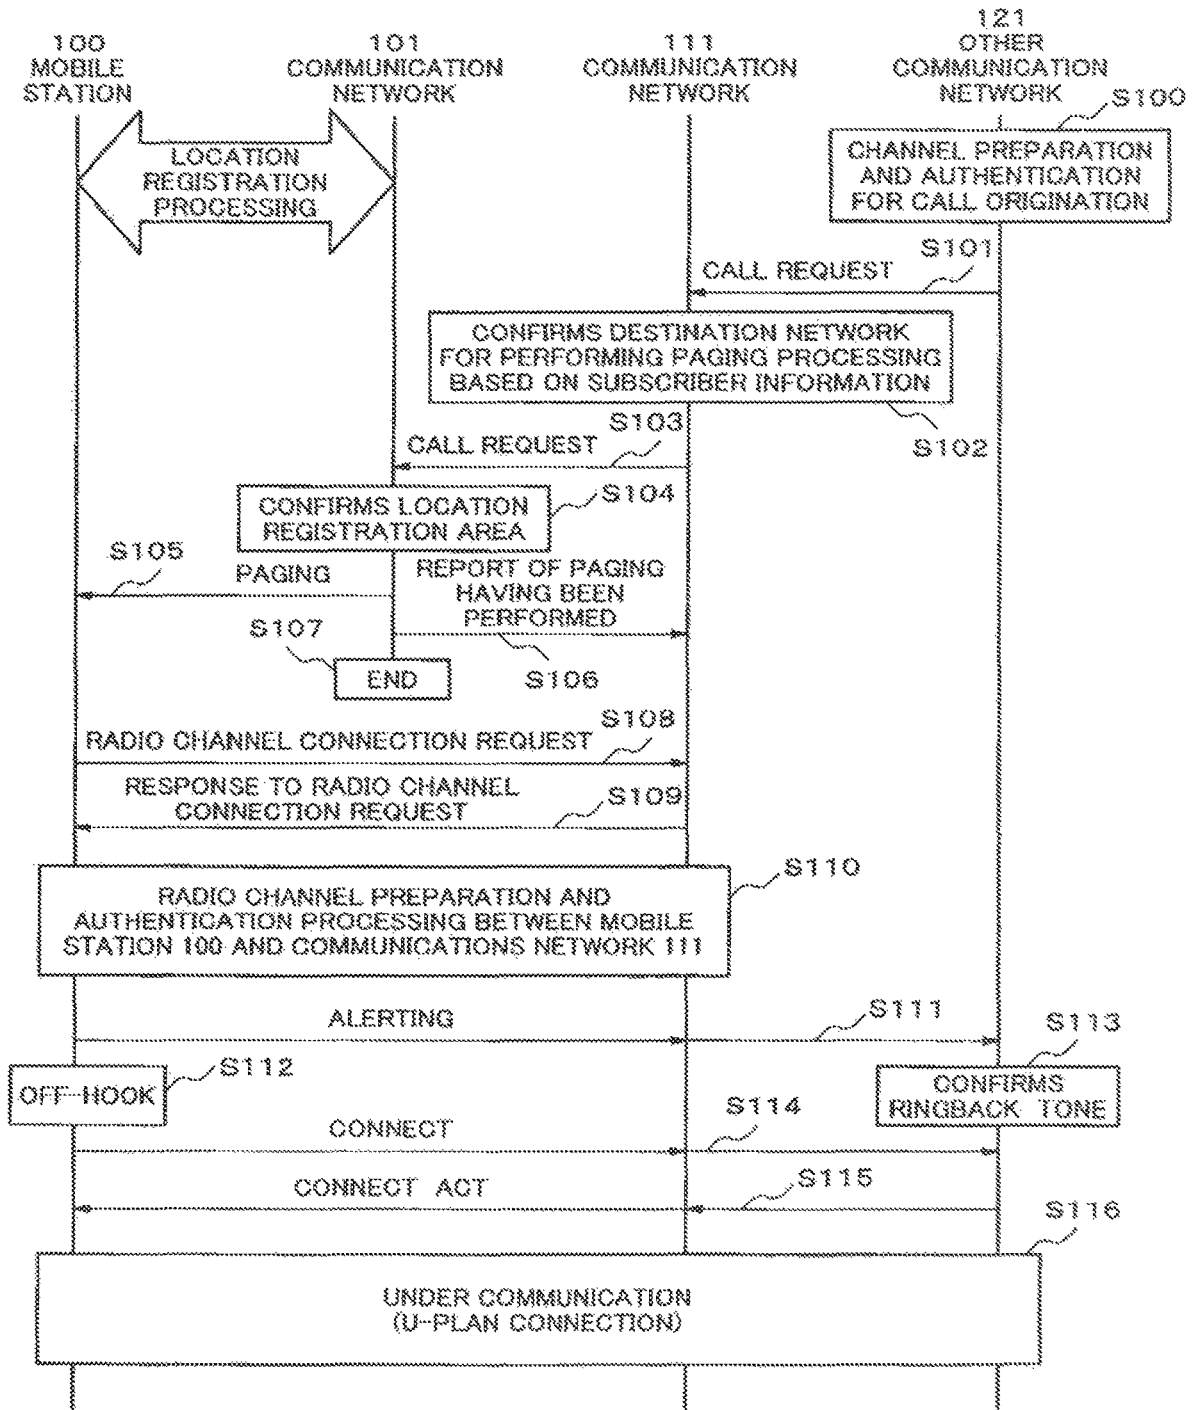 100
MOBILE
STATION
101
COMMUNICATION
NETWORK
111
COMMUNICATION
NETWORK
121
OTHER
COMMUNICATION
NETWORK
S100
LOCATION
REGISTRATION
PROCESSING
CHANNEL PREPARATION
AND AUTHENTICATION
FOR CALL ORIGINATION
S101
CALL REQUEST
CONFIRMS DESTINATION NETWORK
FOR PERFORMING PAGING PROCESSING
BASED ON SUBSCRIBER INFORMATION
S102
S103
CALL REQUEST
S104
CONFIRMS LOCATION
REGISTRATION AREA
S105
PAGING
REPORT OF PAGING
HAVING BEEN
PERFORMED
S107
S106
END
S108
RADIO CHANNEL CONNECTION REQUEST
RESPONSE TO RADIO CHANNEL
CONNECTION REQUEST
S109
S110
RADIO CHANNEL PREPARATION AND
AUTHENTICATION PROCESSING BETWEEN MOBILE
STATION 100 AND COMMUNICATIONS NETWORK 111
ALERTING
S111
S113
S112
OFF-HOOK
CONFIRMS
RINGBACK TONE
CONNECT
S114
CONNECT ACT
S115
S116
UNDER COMMUNICATION
(U-PLAN CONNECTION)